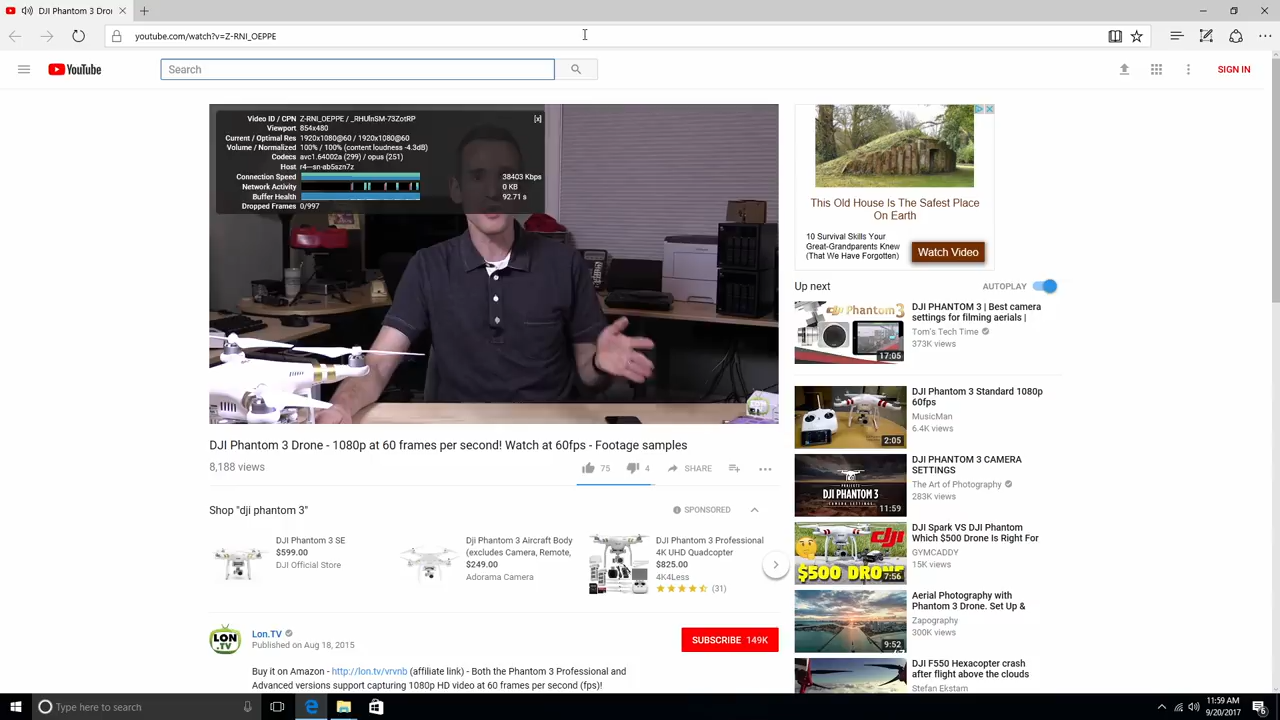 DJI Phantom 3 Dro
youtube.com/watch?v=Z-RNI_OEPPE
YouTube
Search
SIGN IN
Video ID / CPN Z-RNI_OEPPE / _RHUlnSM-73ZotRP [x]
Viewport 854x480
Current / Optimal Res 1920x1080@60 / 1920x1080@60
Volume / Normalized 100% / 100% (content loudness -4.3dB)
Codecs avc1.64002a (299) / opus (251)
Host r4---sn-ab5szn7z
Connection Speed 38403 Kbps
Network Activity 0 KB
Buffer Health 92.71 s
Dropped Frames 0/997
This Old House Is The Safest Place
On Earth
10 Survival Skills Your
Great-Grandparents Knew
(That We Have Forgotten)
Watch Video
Up next
AUTOPLAY
DJI PHANTOM 3 | Best camera
settings for filming aerials |
Tom's Tech Time
373K views
17:05
DJI Phantom 3 Standard 1080p
60fps
MusicMan
6.4K views
2:05
DJI PHANTOM 3 CAMERA
SETTINGS
The Art of Photography
283K views
DJI PHANTOM 3
11:59
DJI Spark VS DJI Phantom
Which $500 Drone Is Right For
GYMCADDY
15K views
$500 DRONE
7:56
Aerial Photography with
Phantom 3 Drone. Set Up &
Zapography
300K views
9:52
DJI F550 Hexacopter crash
after flight above the clouds
Stefan Ekstam
DJI Phantom 3 Drone - 1080p at 60 frames per second! Watch at 60fps - Footage samples
8,188 views
75
4
SHARE
Shop "dji phantom 3"
SPONSORED
DJI Phantom 3 SE
$599.00
DJI Official Store
Dji Phantom 3 Aircraft Body
(excludes Camera, Remote,
$249.00
Adorama Camera
DJI Phantom 3 Professional
4K UHD Quadcopter
$825.00
4K4Less
(31)
LON
.TV
Lon.TV
Published on Aug 18, 2015
SUBSCRIBE 149K
Buy it on Amazon - http://lon.tv/vrvnb (affiliate link) - Both the Phantom 3 Professional and
Advanced versions support capturing 1080p HD video at 60 frames per second (fps)!
Type here to search
11:59 AM
9/20/2017
6